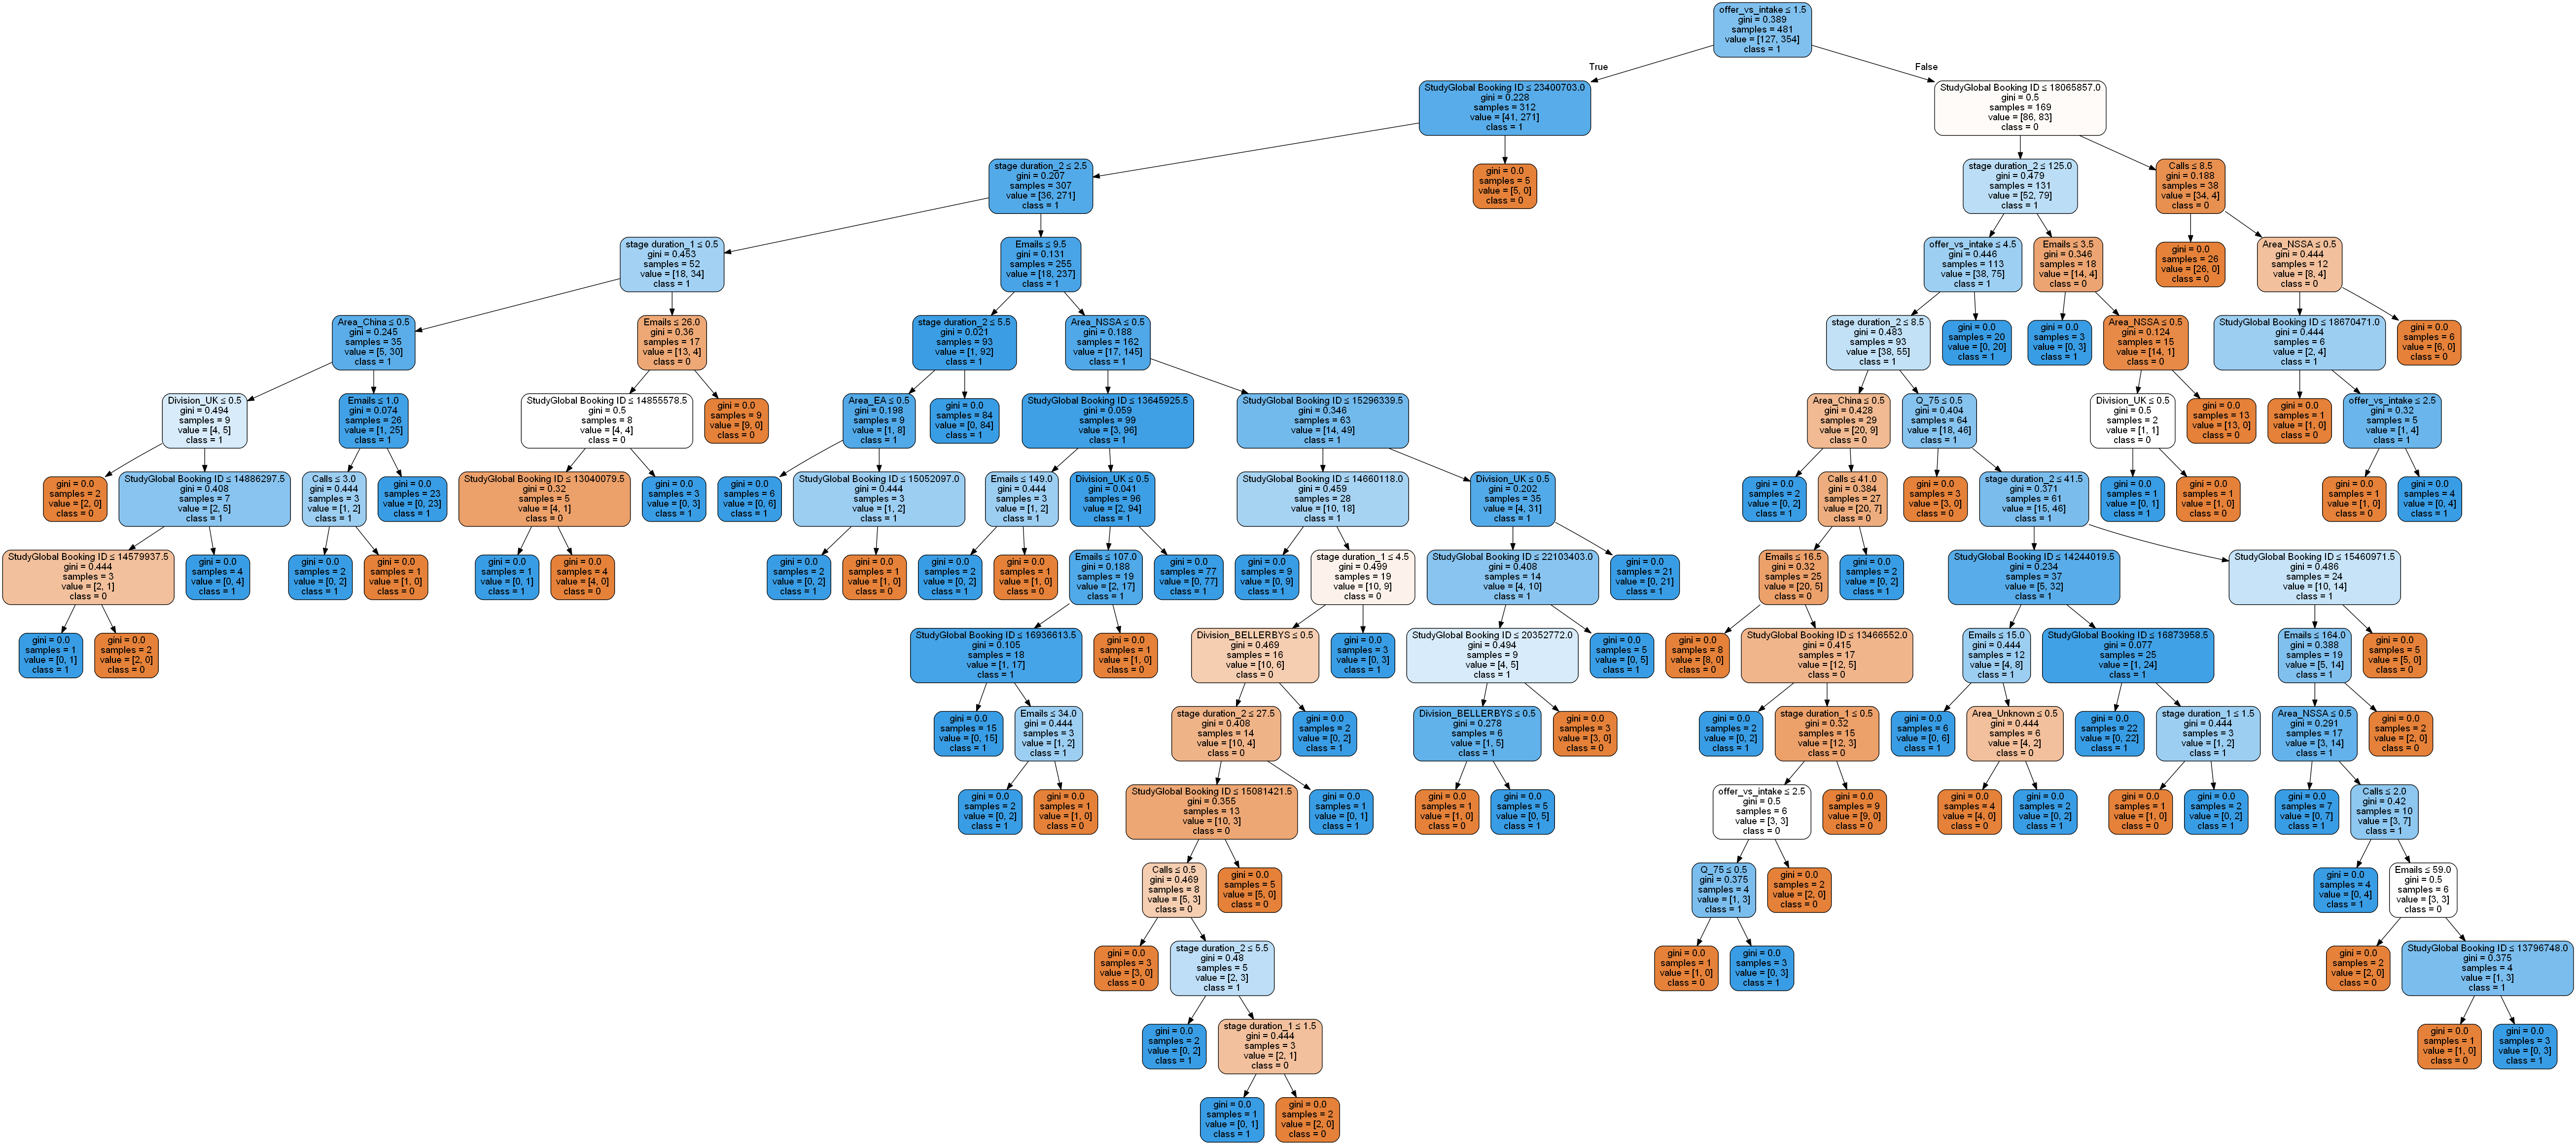 offer_vs_intake ≤ 1.5
gini = 0.389
samples = 481
value = [127, 354]
class = 1
True
False
StudyGlobal Booking ID ≤ 23400703.0
gini = 0.228
samples = 312
value = [41, 271]
class = 1
StudyGlobal Booking ID ≤ 18065857.0
gini = 0.5
samples = 169
value = [86, 83]
class = 0
stage duration_2 ≤ 2.5
gini = 0.207
samples = 307
value = [36, 271]
class = 1
gini = 0.0
samples = 5
value = [5, 0]
class = 0
stage duration_2 ≤ 125.0
gini = 0.479
samples = 131
value = [52, 79]
class = 1
Calls ≤ 8.5
gini = 0.188
samples = 38
value = [34, 4]
class = 0
stage duration_1 ≤ 0.5
gini = 0.453
samples = 52
value = [18, 34]
class = 1
Emails ≤ 9.5
gini = 0.131
samples = 255
value = [18, 237]
class = 1
offer_vs_intake ≤ 4.5
gini = 0.446
samples = 113
value = [38, 75]
class = 1
Emails ≤ 3.5
gini = 0.346
samples = 18
value = [14, 4]
class = 0
gini = 0.0
samples = 26
value = [26, 0]
class = 0
Area_NSSA ≤ 0.5
gini = 0.444
samples = 12
value = [8, 4]
class = 0
Area_China ≤ 0.5
gini = 0.245
samples = 35
value = [5, 30]
class = 1
Emails ≤ 26.0
gini = 0.36
samples = 17
value = [13, 4]
class = 0
stage duration_2 ≤ 5.5
gini = 0.021
samples = 93
value = [1, 92]
class = 1
Area_NSSA ≤ 0.5
gini = 0.188
samples = 162
value = [17, 145]
class = 1
stage duration_2 ≤ 8.5
gini = 0.483
samples = 93
value = [38, 55]
class = 1
gini = 0.0
samples = 20
value = [0, 20]
class = 1
gini = 0.0
samples = 3
value = [0, 3]
class = 1
Area_NSSA ≤ 0.5
gini = 0.124
samples = 15
value = [14, 1]
class = 0
StudyGlobal Booking ID ≤ 18670471.0
gini = 0.444
samples = 6
value = [2, 4]
class = 1
gini = 0.0
samples = 6
value = [6, 0]
class = 0
Division_UK ≤ 0.5
gini = 0.494
samples = 9
value = [4, 5]
class = 1
Emails ≤ 1.0
gini = 0.074
samples = 26
value = [1, 25]
class = 1
StudyGlobal Booking ID ≤ 14855578.5
gini = 0.5
samples = 8
value = [4, 4]
class = 0
gini = 0.0
samples = 9
value = [9, 0]
class = 0
Area_EA ≤ 0.5
gini = 0.198
samples = 9
value = [1, 8]
class = 1
gini = 0.0
samples = 84
value = [0, 84]
class = 1
StudyGlobal Booking ID ≤ 13645925.5
gini = 0.059
samples = 99
value = [3, 96]
class = 1
StudyGlobal Booking ID ≤ 15296339.5
gini = 0.346
samples = 63
value = [14, 49]
class = 1
Area_China ≤ 0.5
gini = 0.428
samples = 29
value = [20, 9]
class = 0
Q_75 ≤ 0.5
gini = 0.404
samples = 64
value = [18, 46]
class = 1
Division_UK ≤ 0.5
gini = 0.5
samples = 2
value = [1, 1]
class = 0
gini = 0.0
samples = 13
value = [13, 0]
class = 0
gini = 0.0
samples = 1
value = [1, 0]
class = 0
offer_vs_intake ≤ 2.5
gini = 0.32
samples = 5
value = [1, 4]
class = 1
gini = 0.0
samples = 2
value = [2, 0]
class = 0
StudyGlobal Booking ID ≤ 14886297.5
gini = 0.408
samples = 7
value = [2, 5]
class = 1
Calls ≤ 3.0
gini = 0.444
samples = 3
value = [1, 2]
class = 1
gini = 0.0
samples = 23
value = [0, 23]
class = 1
StudyGlobal Booking ID ≤ 13040079.5
gini = 0.32
samples = 5
value = [4, 1]
class = 0
gini = 0.0
samples = 3
value = [0, 3]
class = 1
gini = 0.0
samples = 6
value = [0, 6]
class = 1
StudyGlobal Booking ID ≤ 15052097.0
gini = 0.444
samples = 3
value = [1, 2]
class = 1
Emails ≤ 149.0
gini = 0.444
samples = 3
value = [1, 2]
class = 1
Division_UK ≤ 0.5
gini = 0.041
samples = 96
value = [2, 94]
class = 1
StudyGlobal Booking ID ≤ 14660118.0
gini = 0.459
samples = 28
value = [10, 18]
class = 1
Division_UK ≤ 0.5
gini = 0.202
samples = 35
value = [4, 31]
class = 1
gini = 0.0
samples = 2
value = [0, 2]
class = 1
Calls ≤ 41.0
gini = 0.384
samples = 27
value = [20, 7]
class = 0
gini = 0.0
samples = 3
value = [3, 0]
class = 0
stage duration_2 ≤ 41.5
gini = 0.371
samples = 61
value = [15, 46]
class = 1
gini = 0.0
samples = 1
value = [0, 1]
class = 1
gini = 0.0
samples = 1
value = [1, 0]
class = 0
gini = 0.0
samples = 1
value = [1, 0]
class = 0
gini = 0.0
samples = 4
value = [0, 4]
class = 1
StudyGlobal Booking ID ≤ 14579937.5
gini = 0.444
samples = 3
value = [2, 1]
class = 0
gini = 0.0
samples = 4
value = [0, 4]
class = 1
gini = 0.0
samples = 2
value = [0, 2]
class = 1
gini = 0.0
samples = 1
value = [1, 0]
class = 0
gini = 0.0
samples = 1
value = [0, 1]
class = 1
gini = 0.0
samples = 4
value = [4, 0]
class = 0
gini = 0.0
samples = 2
value = [0, 2]
class = 1
gini = 0.0
samples = 1
value = [1, 0]
class = 0
gini = 0.0
samples = 2
value = [0, 2]
class = 1
gini = 0.0
samples = 1
value = [1, 0]
class = 0
Emails ≤ 107.0
gini = 0.188
samples = 19
value = [2, 17]
class = 1
gini = 0.0
samples = 77
value = [0, 77]
class = 1
gini = 0.0
samples = 9
value = [0, 9]
class = 1
stage duration_1 ≤ 4.5
gini = 0.499
samples = 19
value = [10, 9]
class = 0
StudyGlobal Booking ID ≤ 22103403.0
gini = 0.408
samples = 14
value = [4, 10]
class = 1
gini = 0.0
samples = 21
value = [0, 21]
class = 1
Emails ≤ 16.5
gini = 0.32
samples = 25
value = [20, 5]
class = 0
gini = 0.0
samples = 2
value = [0, 2]
class = 1
StudyGlobal Booking ID ≤ 14244019.5
gini = 0.234
samples = 37
value = [5, 32]
class = 1
StudyGlobal Booking ID ≤ 15460971.5
gini = 0.486
samples = 24
value = [10, 14]
class = 1
gini = 0.0
samples = 1
value = [0, 1]
class = 1
gini = 0.0
samples = 2
value = [2, 0]
class = 0
StudyGlobal Booking ID ≤ 16936613.5
gini = 0.105
samples = 18
value = [1, 17]
class = 1
gini = 0.0
samples = 1
value = [1, 0]
class = 0
Division_BELLERBYS ≤ 0.5
gini = 0.469
samples = 16
value = [10, 6]
class = 0
gini = 0.0
samples = 3
value = [0, 3]
class = 1
StudyGlobal Booking ID ≤ 20352772.0
gini = 0.494
samples = 9
value = [4, 5]
class = 1
gini = 0.0
samples = 5
value = [0, 5]
class = 1
gini = 0.0
samples = 8
value = [8, 0]
class = 0
StudyGlobal Booking ID ≤ 13466552.0
gini = 0.415
samples = 17
value = [12, 5]
class = 0
Emails ≤ 15.0
gini = 0.444
samples = 12
value = [4, 8]
class = 1
StudyGlobal Booking ID ≤ 16873958.5
gini = 0.077
samples = 25
value = [1, 24]
class = 1
Emails ≤ 164.0
gini = 0.388
samples = 19
value = [5, 14]
class = 1
gini = 0.0
samples = 5
value = [5, 0]
class = 0
gini = 0.0
samples = 15
value = [0, 15]
class = 1
Emails ≤ 34.0
gini = 0.444
samples = 3
value = [1, 2]
class = 1
stage duration_2 ≤ 27.5
gini = 0.408
samples = 14
value = [10, 4]
class = 0
gini = 0.0
samples = 2
value = [0, 2]
class = 1
Division_BELLERBYS ≤ 0.5
gini = 0.278
samples = 6
value = [1, 5]
class = 1
gini = 0.0
samples = 3
value = [3, 0]
class = 0
gini = 0.0
samples = 2
value = [0, 2]
class = 1
stage duration_1 ≤ 0.5
gini = 0.32
samples = 15
value = [12, 3]
class = 0
gini = 0.0
samples = 6
value = [0, 6]
class = 1
Area_Unknown ≤ 0.5
gini = 0.444
samples = 6
value = [4, 2]
class = 0
gini = 0.0
samples = 22
value = [0, 22]
class = 1
stage duration_1 ≤ 1.5
gini = 0.444
samples = 3
value = [1, 2]
class = 1
Area_NSSA ≤ 0.5
gini = 0.291
samples = 17
value = [3, 14]
class = 1
gini = 0.0
samples = 2
value = [2, 0]
class = 0
gini = 0.0
samples = 2
value = [0, 2]
class = 1
gini = 0.0
samples = 1
value = [1, 0]
class = 0
StudyGlobal Booking ID ≤ 15081421.5
gini = 0.355
samples = 13
value = [10, 3]
class = 0
gini = 0.0
samples = 1
value = [0, 1]
class = 1
gini = 0.0
samples = 1
value = [1, 0]
class = 0
gini = 0.0
samples = 5
value = [0, 5]
class = 1
offer_vs_intake ≤ 2.5
gini = 0.5
samples = 6
value = [3, 3]
class = 0
gini = 0.0
samples = 9
value = [9, 0]
class = 0
gini = 0.0
samples = 4
value = [4, 0]
class = 0
gini = 0.0
samples = 2
value = [0, 2]
class = 1
gini = 0.0
samples = 1
value = [1, 0]
class = 0
gini = 0.0
samples = 2
value = [0, 2]
class = 1
gini = 0.0
samples = 7
value = [0, 7]
class = 1
Calls ≤ 2.0
gini = 0.42
samples = 10
value = [3, 7]
class = 1
Calls ≤ 0.5
gini = 0.469
samples = 8
value = [5, 3]
class = 0
gini = 0.0
samples = 5
value = [5, 0]
class = 0
Q_75 ≤ 0.5
gini = 0.375
samples = 4
value = [1, 3]
class = 1
gini = 0.0
samples = 2
value = [2, 0]
class = 0
gini = 0.0
samples = 4
value = [0, 4]
class = 1
Emails ≤ 59.0
gini = 0.5
samples = 6
value = [3, 3]
class = 0
gini = 0.0
samples = 3
value = [3, 0]
class = 0
stage duration_2 ≤ 5.5
gini = 0.48
samples = 5
value = [2, 3]
class = 1
gini = 0.0
samples = 1
value = [1, 0]
class = 0
gini = 0.0
samples = 3
value = [0, 3]
class = 1
gini = 0.0
samples = 2
value = [2, 0]
class = 0
StudyGlobal Booking ID ≤ 13796748.0
gini = 0.375
samples = 4
value = [1, 3]
class = 1
gini = 0.0
samples = 2
value = [0, 2]
class = 1
stage duration_1 ≤ 1.5
gini = 0.444
samples = 3
value = [2, 1]
class = 0
gini = 0.0
samples = 1
value = [1, 0]
class = 0
gini = 0.0
samples = 3
value = [0, 3]
class = 1
gini = 0.0
samples = 1
value = [0, 1]
class = 1
gini = 0.0
samples = 2
value = [2, 0]
class = 0